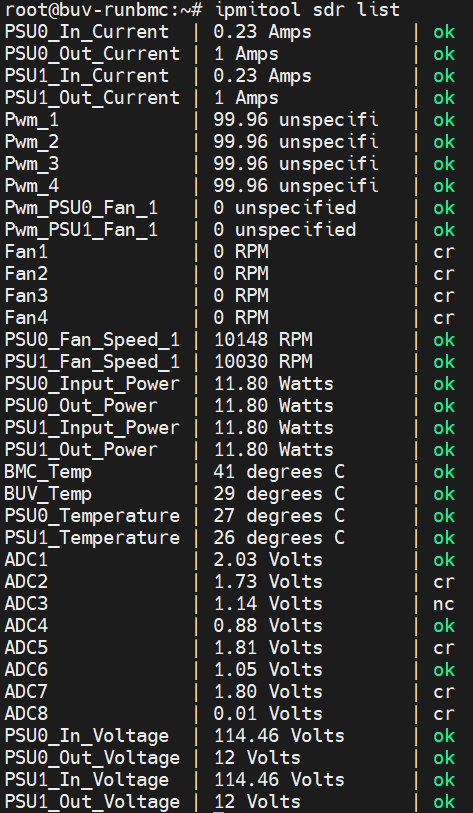 root@buv-runbmc:~# ipmitool sdr list
PSU0_In_Current  | 0.23 Amps         | ok
PSU0_Out_Current | 1 Amps            | ok
PSU1_In_Current  | 0.23 Amps         | ok
PSU1_Out_Current | 1 Amps            | ok
Pwm_1            | 99.96 unspecifi   | ok
Pwm_2            | 99.96 unspecifi   | ok
Pwm_3            | 99.96 unspecifi   | ok
Pwm_4            | 99.96 unspecifi   | ok
Pwm_PSU0_Fan_1   | 0 unspecified     | ok
Pwm_PSU1_Fan_1   | 0 unspecified     | ok
Fan1             | 0 RPM             | cr
Fan2             | 0 RPM             | cr
Fan3             | 0 RPM             | cr
Fan4             | 0 RPM             | cr
PSU0_Fan_Speed_1 | 10148 RPM         | ok
PSU1_Fan_Speed_1 | 10030 RPM         | ok
PSU0_Input_Power | 11.80 Watts       | ok
PSU0_Out_Power   | 11.80 Watts       | ok
PSU1_Input_Power | 11.80 Watts       | ok
PSU1_Out_Power   | 11.80 Watts       | ok
BMC_Temp         | 41 degrees C      | ok
BUV_Temp         | 29 degrees C      | ok
PSU0_Temperature | 27 degrees C      | ok
PSU1_Temperature | 26 degrees C      | ok
ADC1             | 2.03 Volts        | ok
ADC2             | 1.73 Volts        | cr
ADC3             | 1.14 Volts        | nc
ADC4             | 0.88 Volts        | ok
ADC5             | 1.81 Volts        | cr
ADC6             | 1.05 Volts        | ok
ADC7             | 1.80 Volts        | cr
ADC8             | 0.01 Volts        | cr
PSU0_In_Voltage  | 114.46 Volts      | ok
PSU0_Out_Voltage | 12 Volts          | ok
PSU1_In_Voltage  | 114.46 Volts      | ok
PSU1_Out_Voltage | 12 Volts          | ok